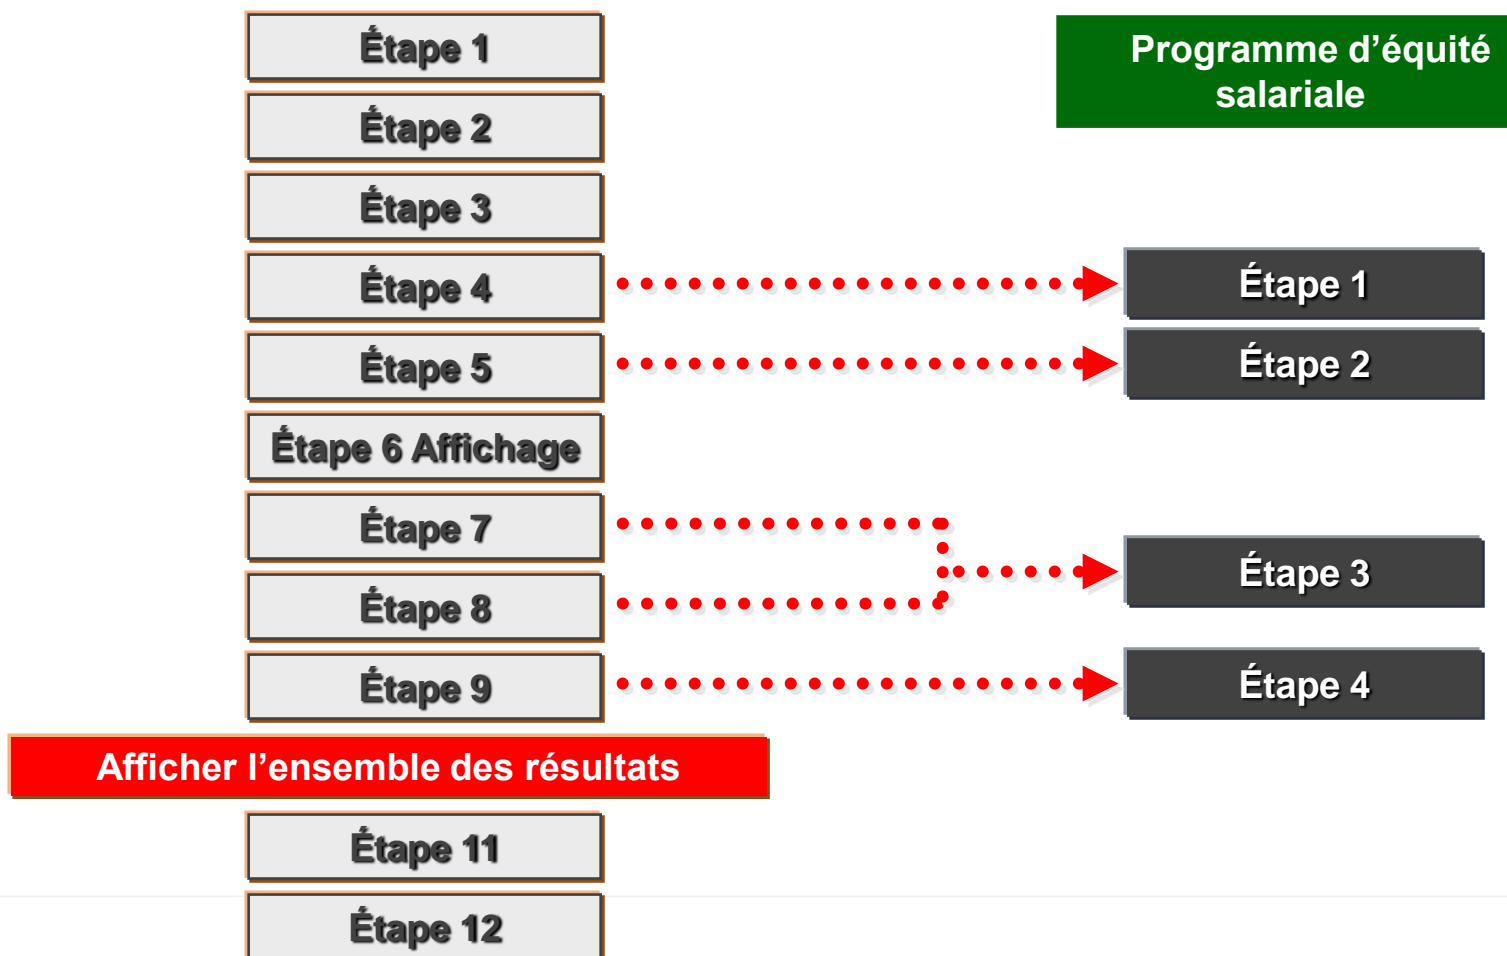 Étape 1
Étape 2
Étape 3
Étape 4
Étape 5
Étape 6 Affichage
Étape 7
Étape 8
Étape 9
Afficher l’ensemble des résultats
Étape 11
Étape 12
Programme d’équité
salariale
Étape 1
Étape 2
Étape 3
Étape 4